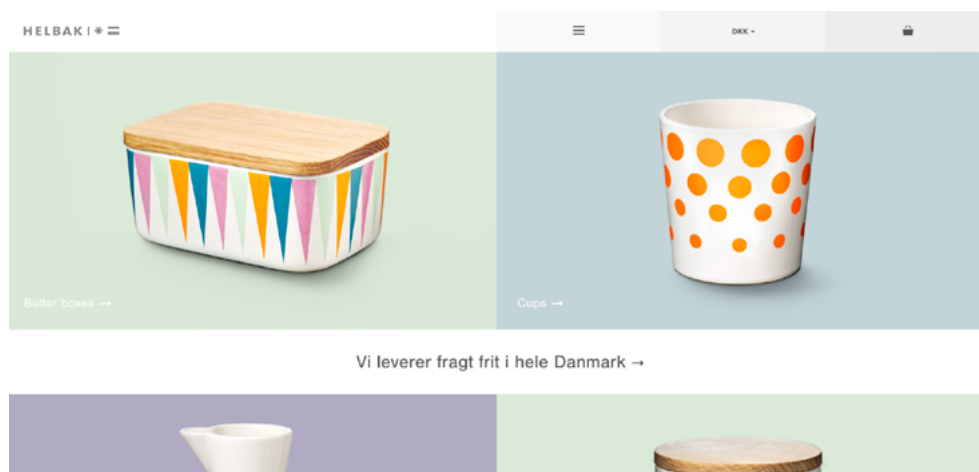 HELBAK
DKK
Butter boxes →
Cups →
Vi leverer fragt frit i hele Danmark →